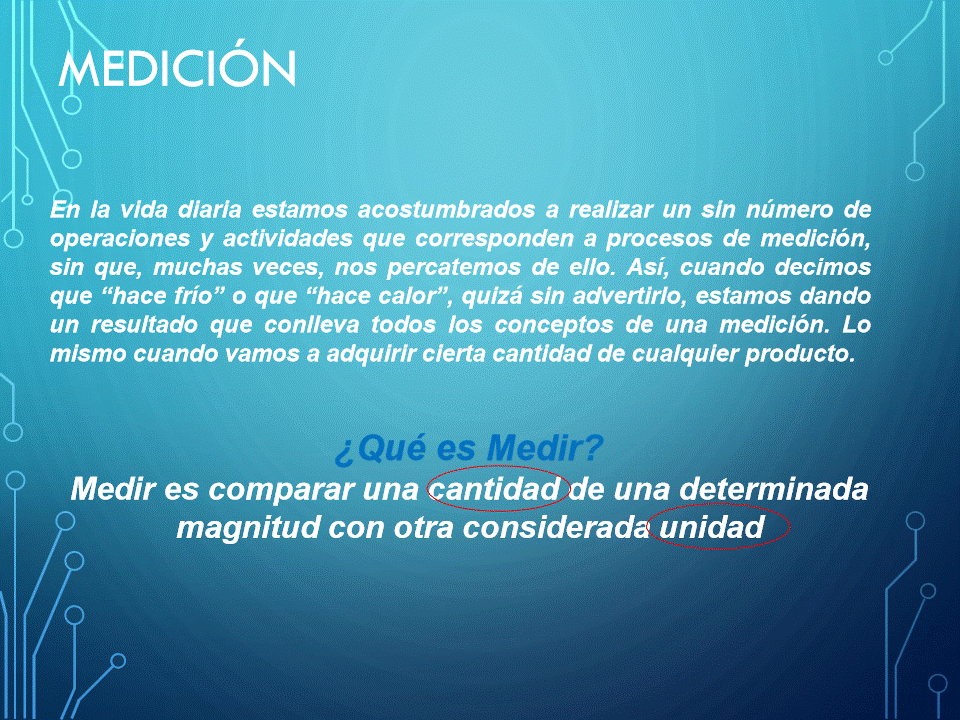 MEDICIÓN
En la vida diaria estamos acostumbrados a realizar un sin número de
operaciones y actividades que corresponden a procesos de medición,
sin que, muchas veces, nos percatemos de ello. Así, cuando decimos
que “hace frío” o que “hace calor”, quizá sin advertirlo, estamos dando
un resultado que conlleva todos los conceptos de una medición. Lo
mismo cuando vamos a adquirir cierta cantidad de cualquier producto.
¿Qué es Medir?
Medir es comparar una cantidad de una determinada
magnitud con otra considerada unidad